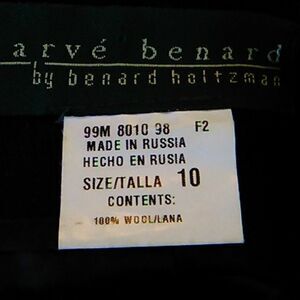 arvé benard
by benard holtzman
99M 8010 98 F2
MADE IN RUSSIA
HECHO EN RUSIA
SIZE/TALLA 10
CONTENTS:
100% WOOL/LANA